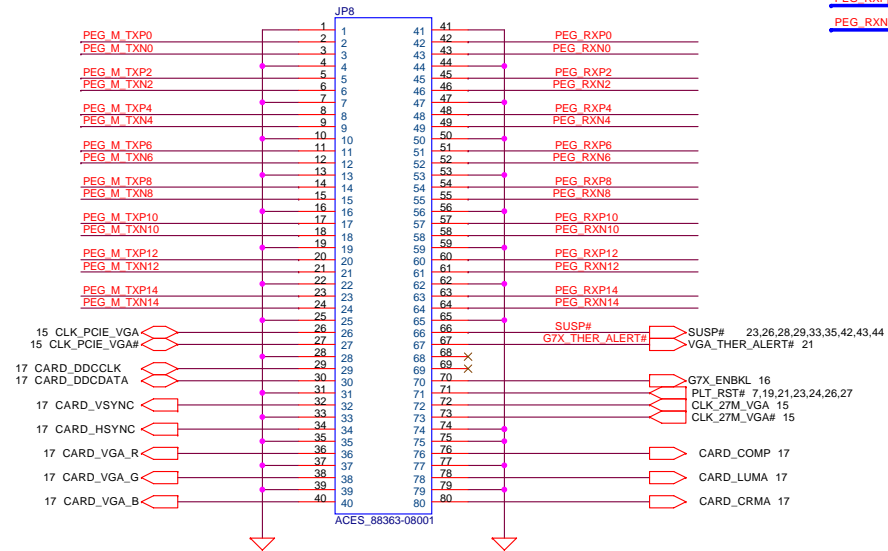 JP8
PEG_RXN
1 1 41 41
PEG_M_TXP0 2 2 42 42 PEG_RXP0
PEG_M_TXN0 3 3 43 43 PEG_RXN0
4 4 44 44
PEG_M_TXP2 5 5 45 45 PEG_RXP2
PEG_M_TXN2 6 6 46 46 PEG_RXN2
7 7 47 47
PEG_M_TXP4 8 8 48 48 PEG_RXP4
PEG_M_TXN4 9 9 49 49 PEG_RXN4
10 10 50 50
PEG_M_TXP6 11 11 51 51 PEG_RXP6
PEG_M_TXN6 12 12 52 52 PEG_RXN6
13 13 53 53
PEG_M_TXP8 14 14 54 54 PEG_RXP8
PEG_M_TXN8 15 15 55 55 PEG_RXN8
16 16 56 56
PEG_M_TXP10 17 17 57 57 PEG_RXP10
PEG_M_TXN10 18 18 58 58 PEG_RXN10
19 19 59 59
PEG_M_TXP12 20 20 60 60 PEG_RXP12
PEG_M_TXN12 21 21 61 61 PEG_RXN12
22 22 62 62
PEG_M_TXP14 23 23 63 63 PEG_RXP14
PEG_M_TXN14 24 24 64 64 PEG_RXN14
25 25 65 65
15 CLK_PCIE_VGA 26 26 66 66 SUSP# SUSP# 23,26,28,29,33,35,42,43,44
15 CLK_PCIE_VGA# 27 27 67 67 G7X_THER_ALERT# VGA_THER_ALERT# 21
28 28 68 68
17 CARD_DDCCLK 29 29 69 69
17 CARD_DDCDATA 30 30 70 70 G7X_ENBKL 16
31 31 71 71 PLT_RST# 7,19,21,23,24,26,27
17 CARD_VSYNC 32 32 72 72 CLK_27M_VGA 15
33 33 73 73 CLK_27M_VGA# 15
17 CARD_HSYNC 34 34 74 74
35 35 75 75
17 CARD_VGA_R 36 36 76 76 CARD_COMP 17
37 37 77 77
17 CARD_VGA_G 38 38 78 78 CARD_LUMA 17
39 39 79 79
17 CARD_VGA_B 40 40 80 80 CARD_CRMA 17
ACES_88363-08001